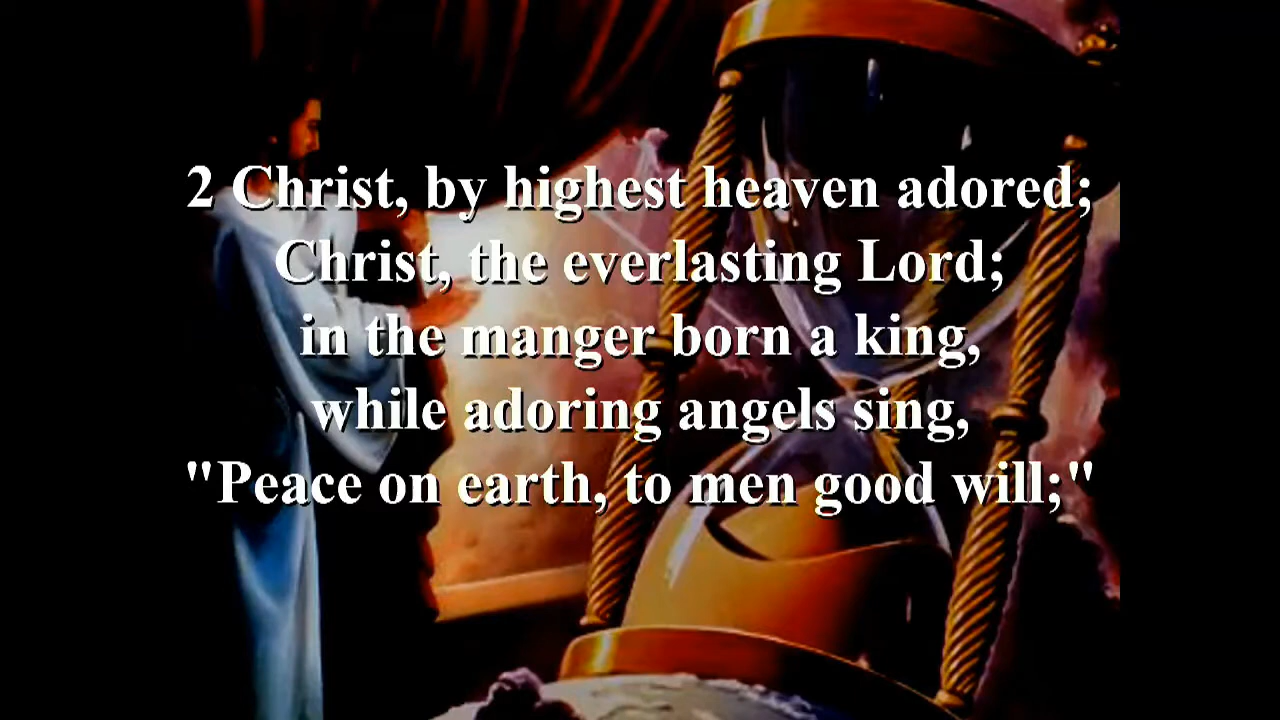 2 Christ, by highest heaven adored;
Christ, the everlasting Lord;
in the manger born a king,
while adoring angels sing,
"Peace on earth, to men good will;"